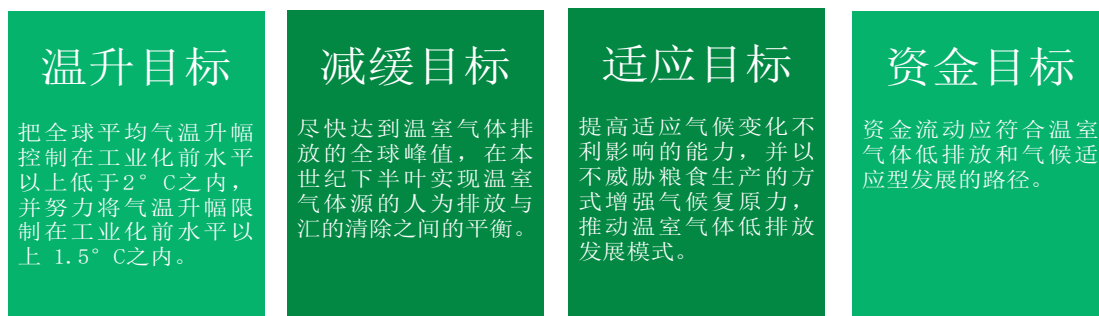 温升目标
把全球平均气温升幅
控制在工业化前水平
以上低于2°C之内，
并努力将气温升幅限
制在工业化前水平以
上 1.5°C之内。
减缓目标
尽快达到温室气体排
放的全球峰值，在本
世纪下半叶实现温室
气体源的人为排放与
汇的清除之间的平衡。
适应目标
提高适应气候变化不
利影响的能力，并以
不威胁粮食生产的方
式增强气候复原力，
推动温室气体低排放
发展模式。
资金目标
资金流动应符合温室
气体低排放和气候适
应型发展的路径。